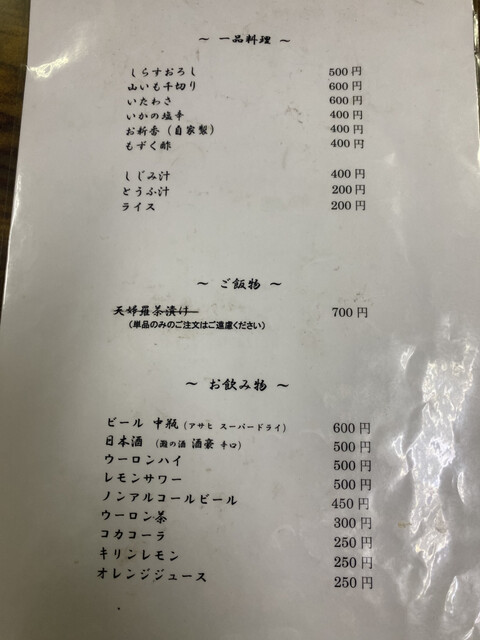 ～ 一品料理 ～
しらすおろし 500円
山いも千切り 600円
いたわさ 600円
いかの塩辛 400円
お新香（自家製） 400円
もずく酢 400円
しじみ汁 400円
とうふ汁 200円
ライス 200円
～ ご飯物 ～
天婦羅茶漬け 700円
（単品のみのご注文はご遠慮ください）
～ お飲み物 ～
ビール 中瓶（アサヒ スーパードライ） 600円
日本酒 （灘の酒 酒豪 辛口） 500円
ウーロンハイ 500円
レモンサワー 500円
ノンアルコールビール 450円
ウーロン茶 300円
コカコーラ 250円
キリンレモン 250円
オレンジジュース 250円